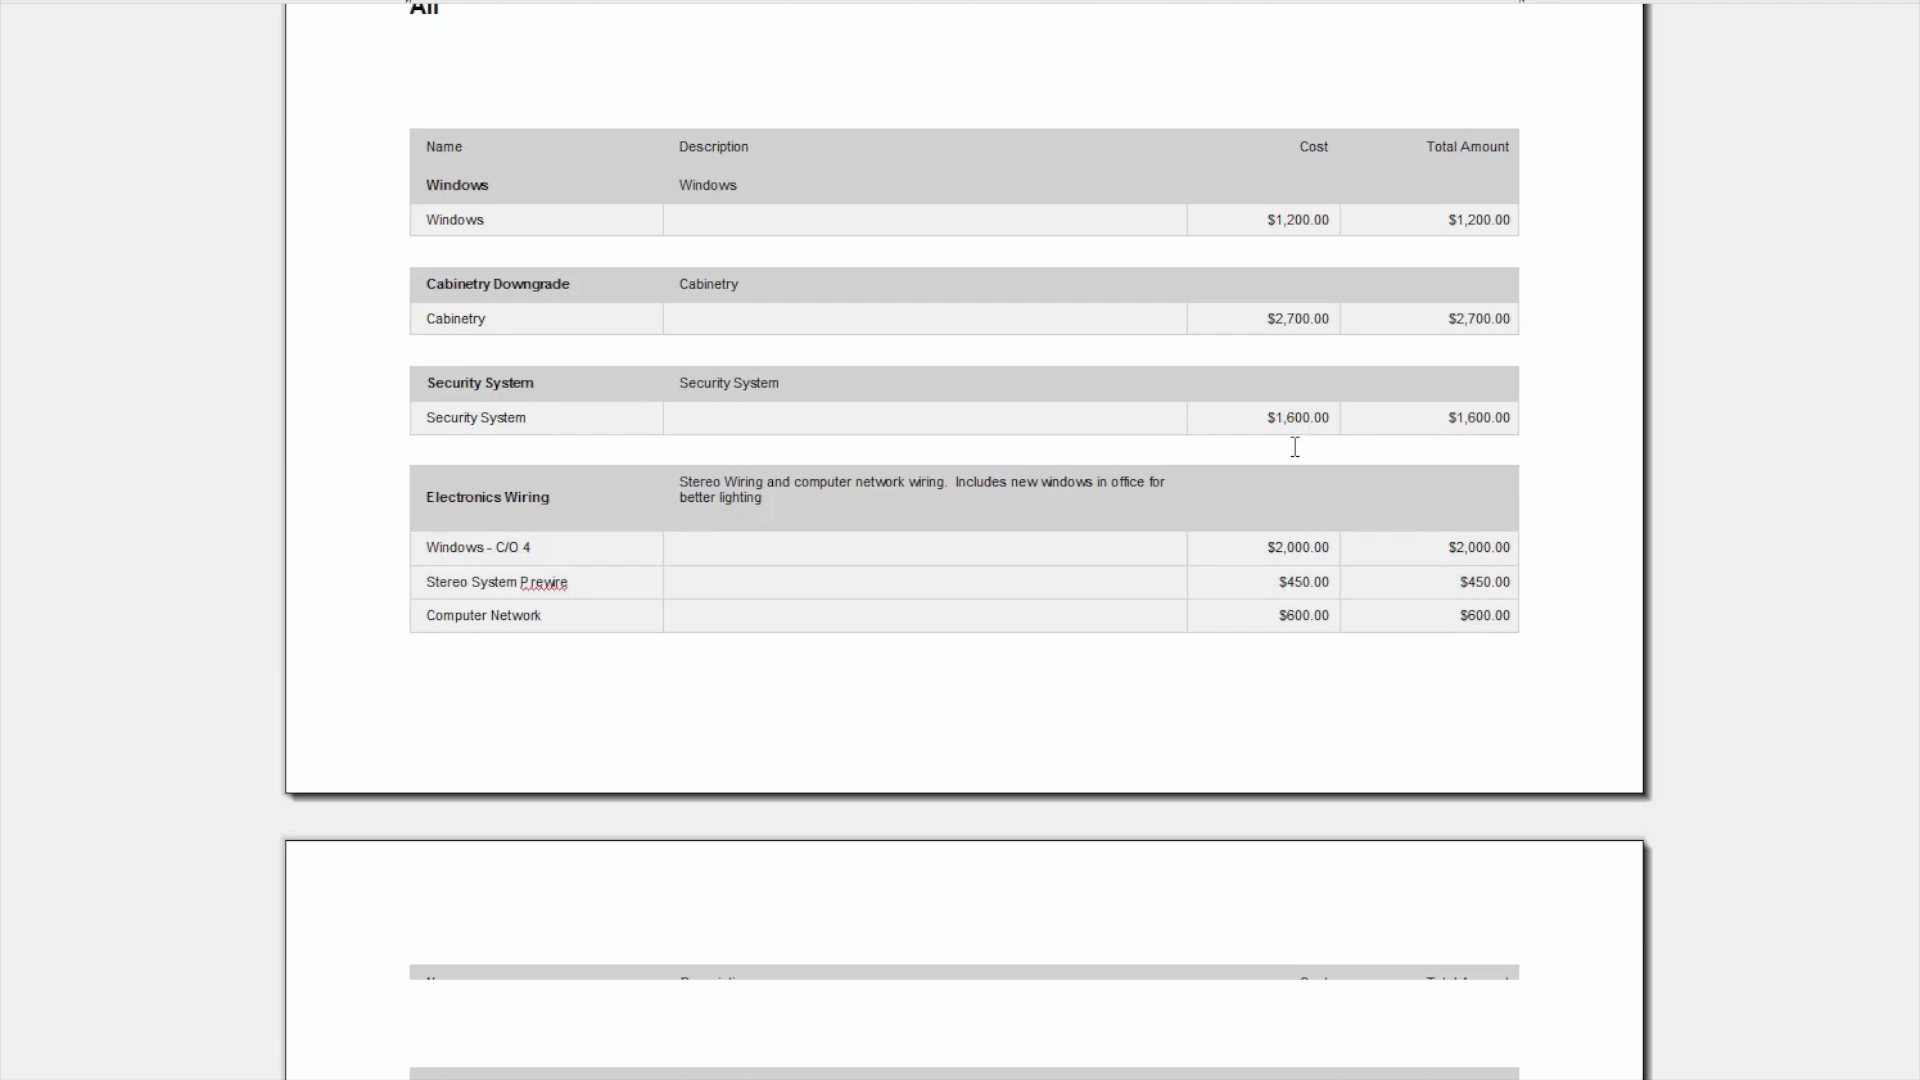 All
Name Description Cost Total Amount
Windows Windows
Windows $1,200.00 $1,200.00
Cabinetry Downgrade Cabinetry
Cabinetry $2,700.00 $2,700.00
Security System Security System
Security System $1,600.00 $1,600.00
Electronics Wiring Stereo Wiring and computer network wiring. Includes new windows in office for
better lighting
Windows - C/O 4 $2,000.00 $2,000.00
Stereo System Prewire $450.00 $450.00
Computer Network $600.00 $600.00